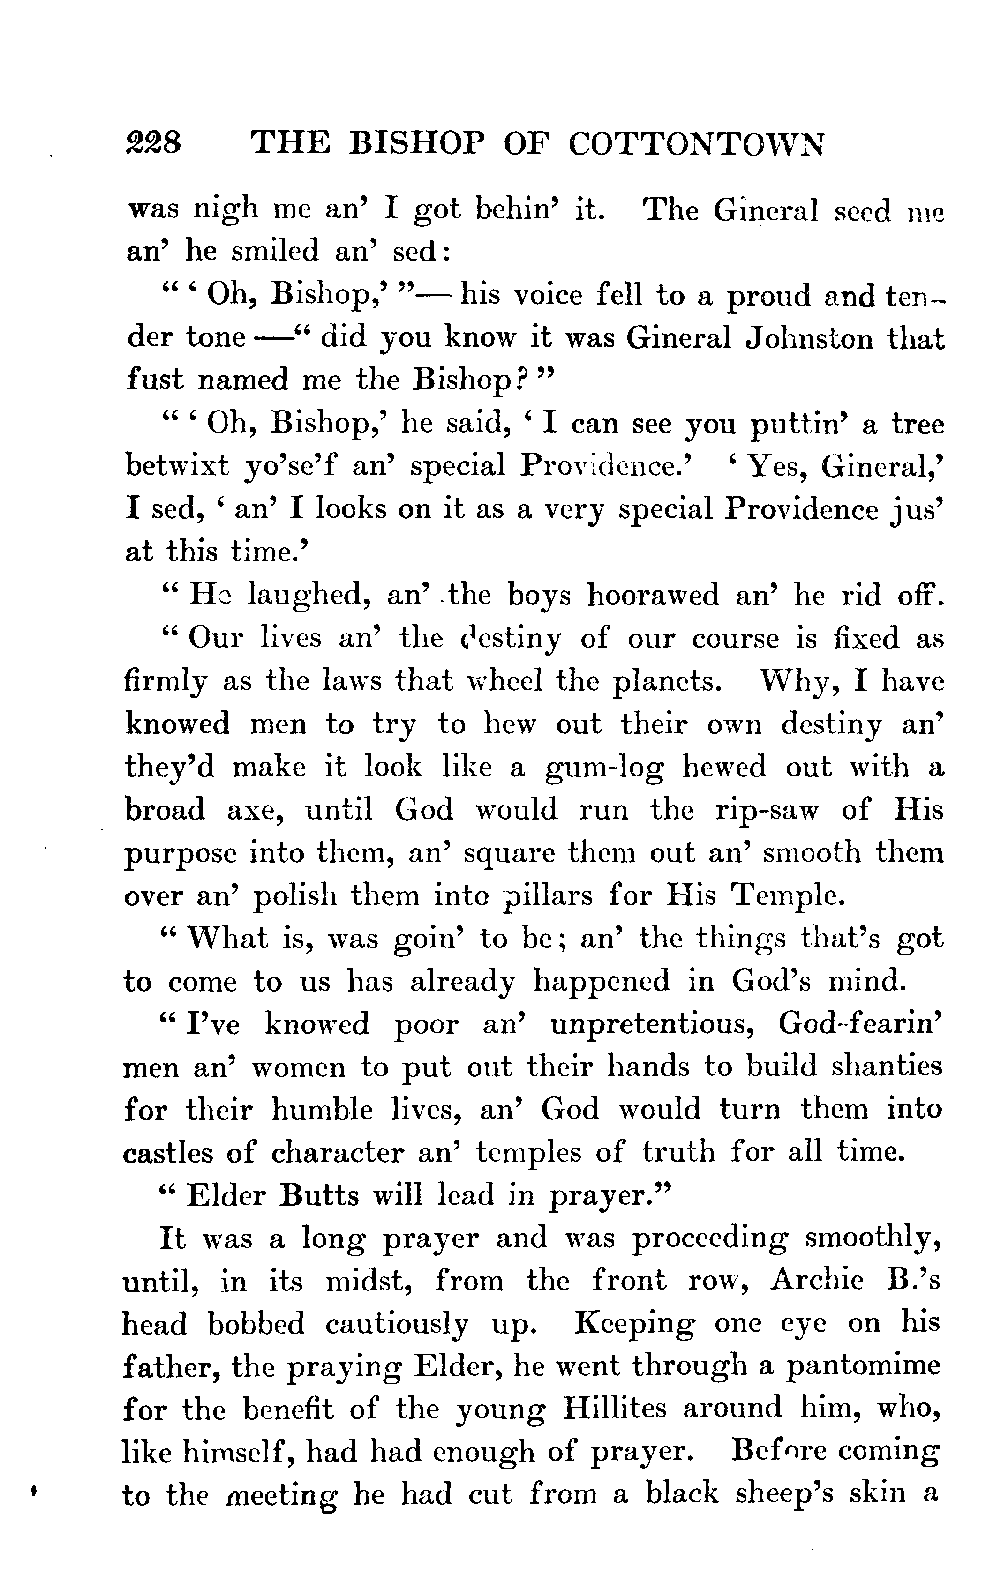 228 THE BISHOP OF COTTONTOWN
was nigh me an' I got behin' it. The Gineral seed me
an' he smiled an' sed:
"'Oh, Bishop,'"— his voice fell to a proud and ten-
der tone —"did you know it was Gineral Johnston that
fust named me the Bishop?"
"'Oh, Bishop,' he said, 'I can see you puttin' a tree
betwixt yo'se'f an' special Providence.' 'Yes, Gineral,'
I sed, 'an' I looks on it as a very special Providence jus'
at this time.'
"He laughed, an' the boys hoorawed an' he rid off.
"Our lives an' the destiny of our course is fixed as
firmly as the laws that wheel the planets. Why, I have
knowed men to try to hew out their own destiny an'
they'd make it look like a gum-log hewed out with a
broad axe, until God would run the rip-saw of His
purpose into them, an' square them out an' smooth them
over an' polish them into pillars for His Temple.
"What is, was goin' to be; an' the things that's got
to come to us has already happened in God's mind.
"I've knowed poor an' unpretentious, God-fearin'
men an' women to put out their hands to build shanties
for their humble lives, an' God would turn them into
castles of character an' temples of truth for all time.
"Elder Butts will lead in prayer."
It was a long prayer and was proceeding smoothly,
until, in its midst, from the front row, Archie B.'s
head bobbed cautiously up. Keeping one eye on his
father, the praying Elder, he went through a pantomime
for the benefit of the young Hillites around him, who,
like himself, had had enough of prayer. Before coming
to the meeting he had cut from a black sheep's skin a